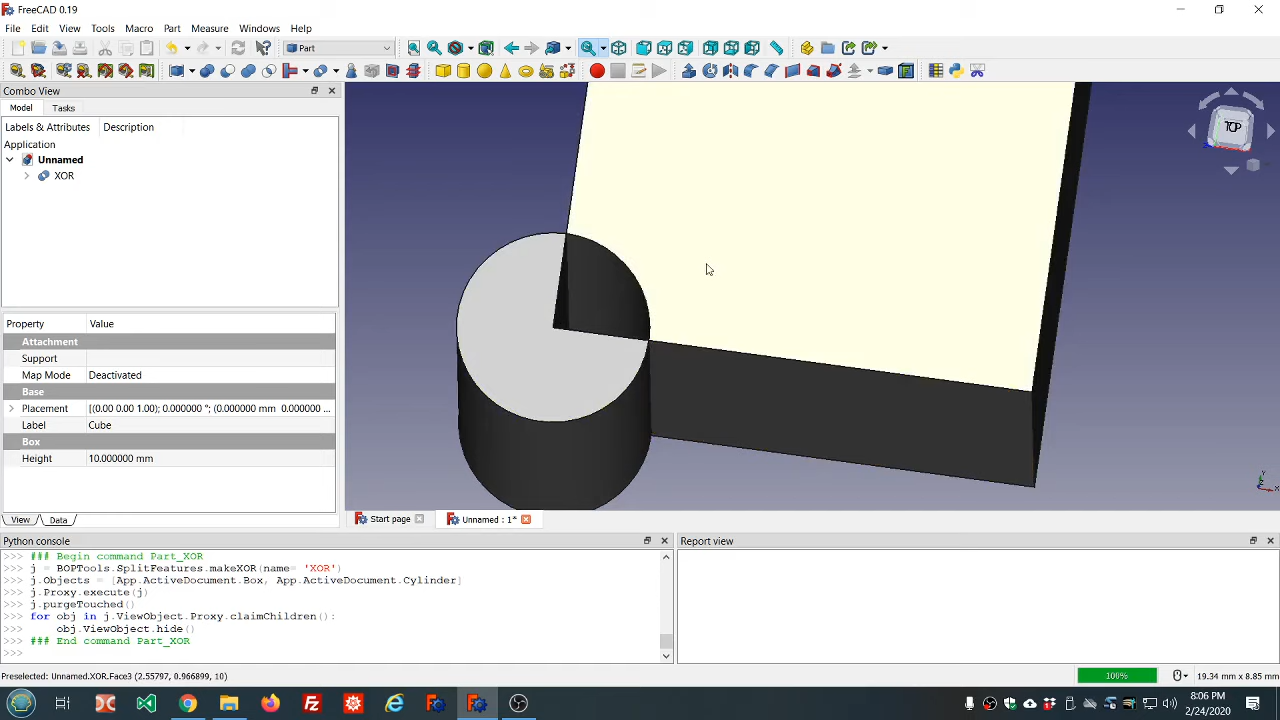 FreeCAD 0.19
File Edit View Tools Macro Part Measure Windows Help
Part
Combo View
Model Tasks
Labels & Attributes Description
Application
Unnamed
XOR
TOP
Property Value
Attachment
Support
Map Mode Deactivated
Base
Placement [(0.00 0.00 1.00); 0.000000 °; (0.000000 mm 0.000000 ...
Label Cube
Box
Height 10.000000 mm
View Data
Start page Unnamed : 1*
Python console
>>> ### Begin command Part_XOR
>>> j = BOPTools.SplitFeatures.makeXOR(name= 'XOR')
>>> j.Objects = [App.ActiveDocument.Box, App.ActiveDocument.Cylinder]
>>> j.Proxy.execute(j)
>>> j.purgeTouched()
>>> for obj in j.ViewObject.Proxy.claimChildren():
>>> obj.ViewObject.hide()
>>> ### End command Part_XOR
>>>
Report view
Preselected: Unnamed.XOR.Face3 (2.55797, 0.966899, 10)
100%
19.34 mm x 8.85 mm
8:06 PM
2/24/2020